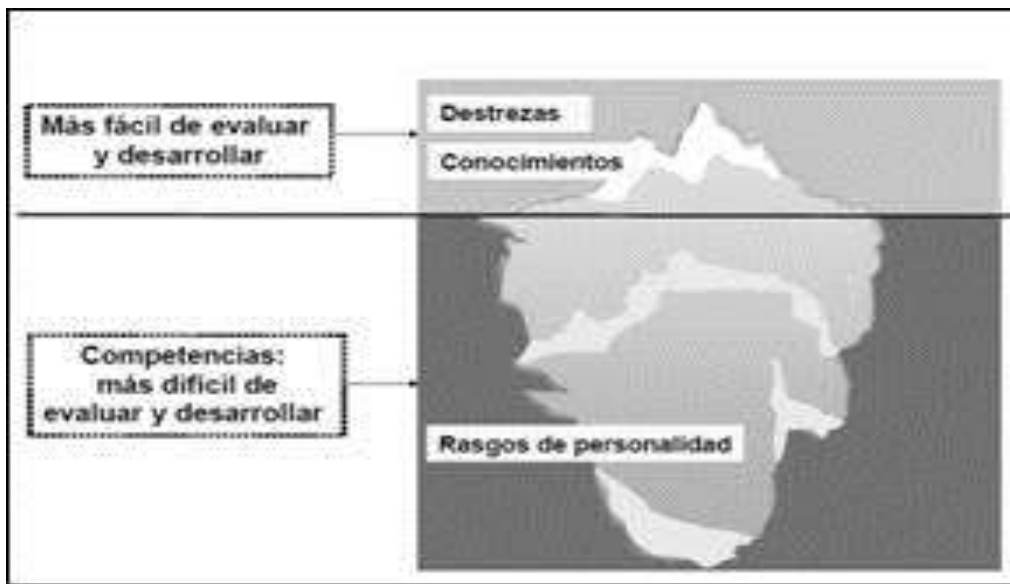 Más fácil de evaluar
y desarrollar
Destrezas
Conocimientos
Competencias:
más difícil de
evaluar y desarrollar
Rasgos de personalidad